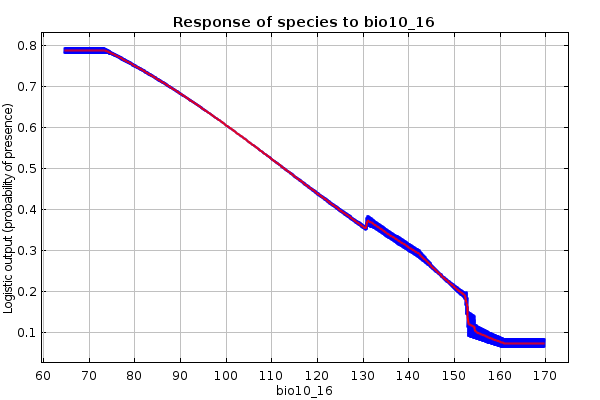 Response of species to bio10_16
Logistic output (probability of presence)
0.8
0.7
0.6
0.5
0.4
0.3
0.2
0.1
60 70 80 90 100 110 120 130 140 150 160 170
bio10_16